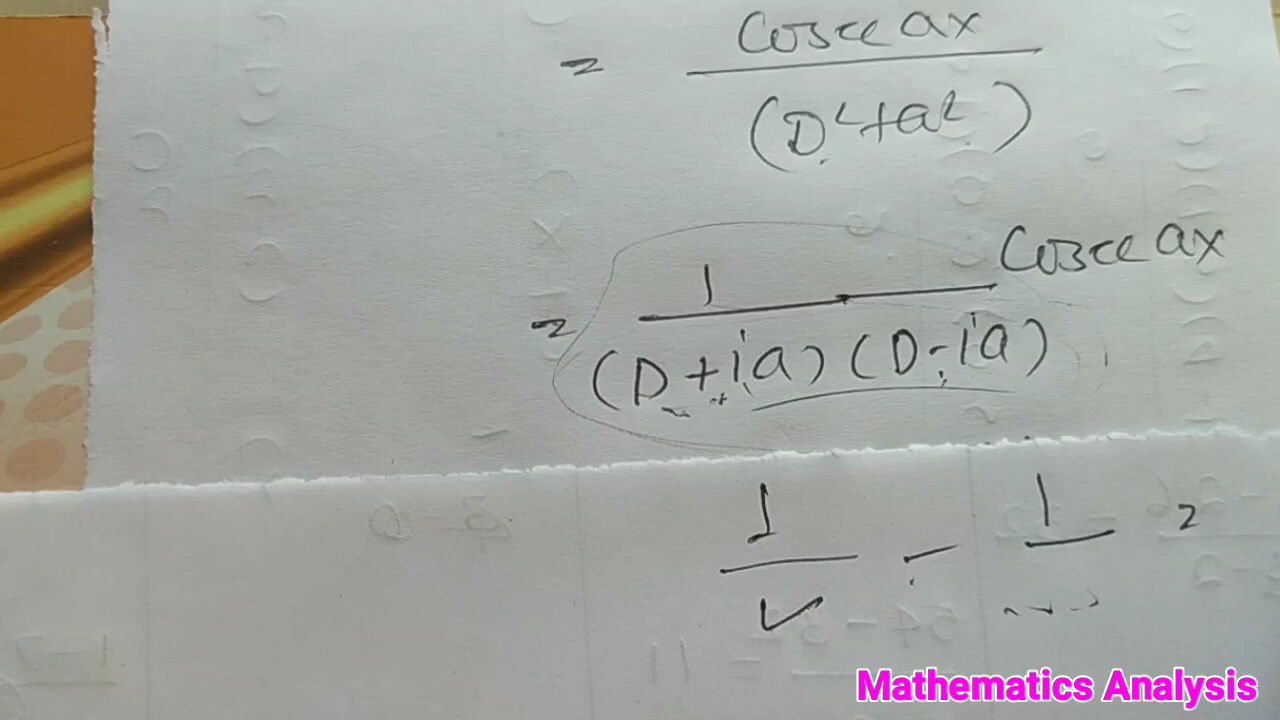 = Cosec ax
(D²+a²)
= 1 Cosec ax
(D+ia)(D-ia)
1 - 1 =
Mathematics Analysis